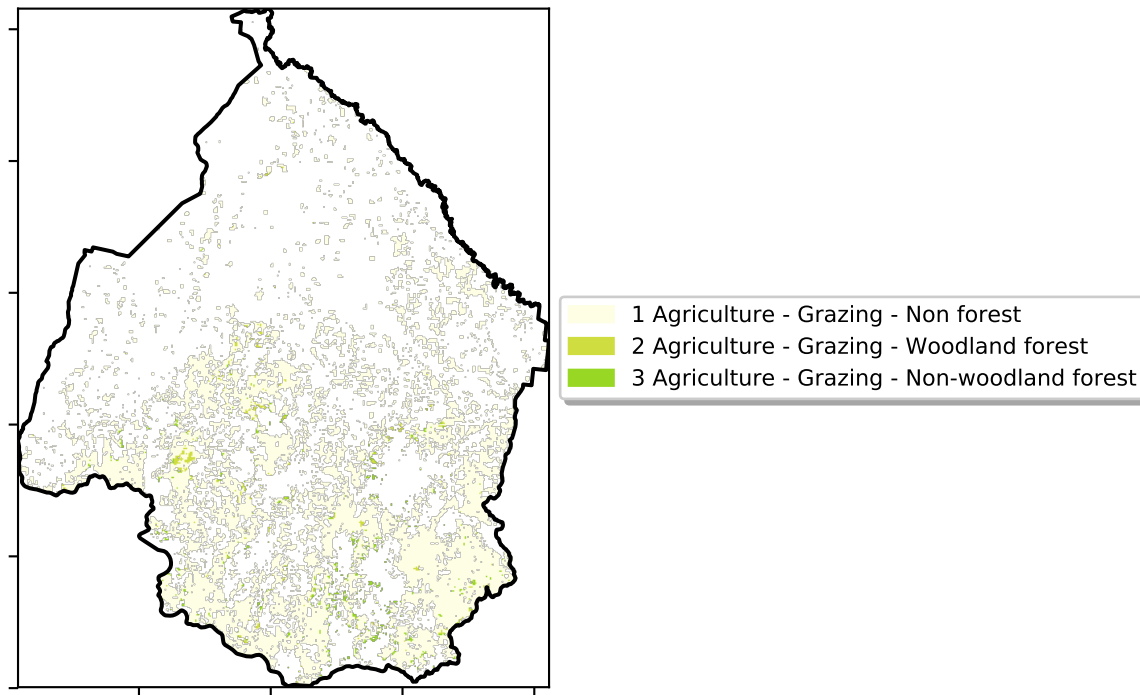 1 Agriculture - Grazing - Non forest
2 Agriculture - Grazing - Woodland forest
3 Agriculture - Grazing - Non-woodland forest